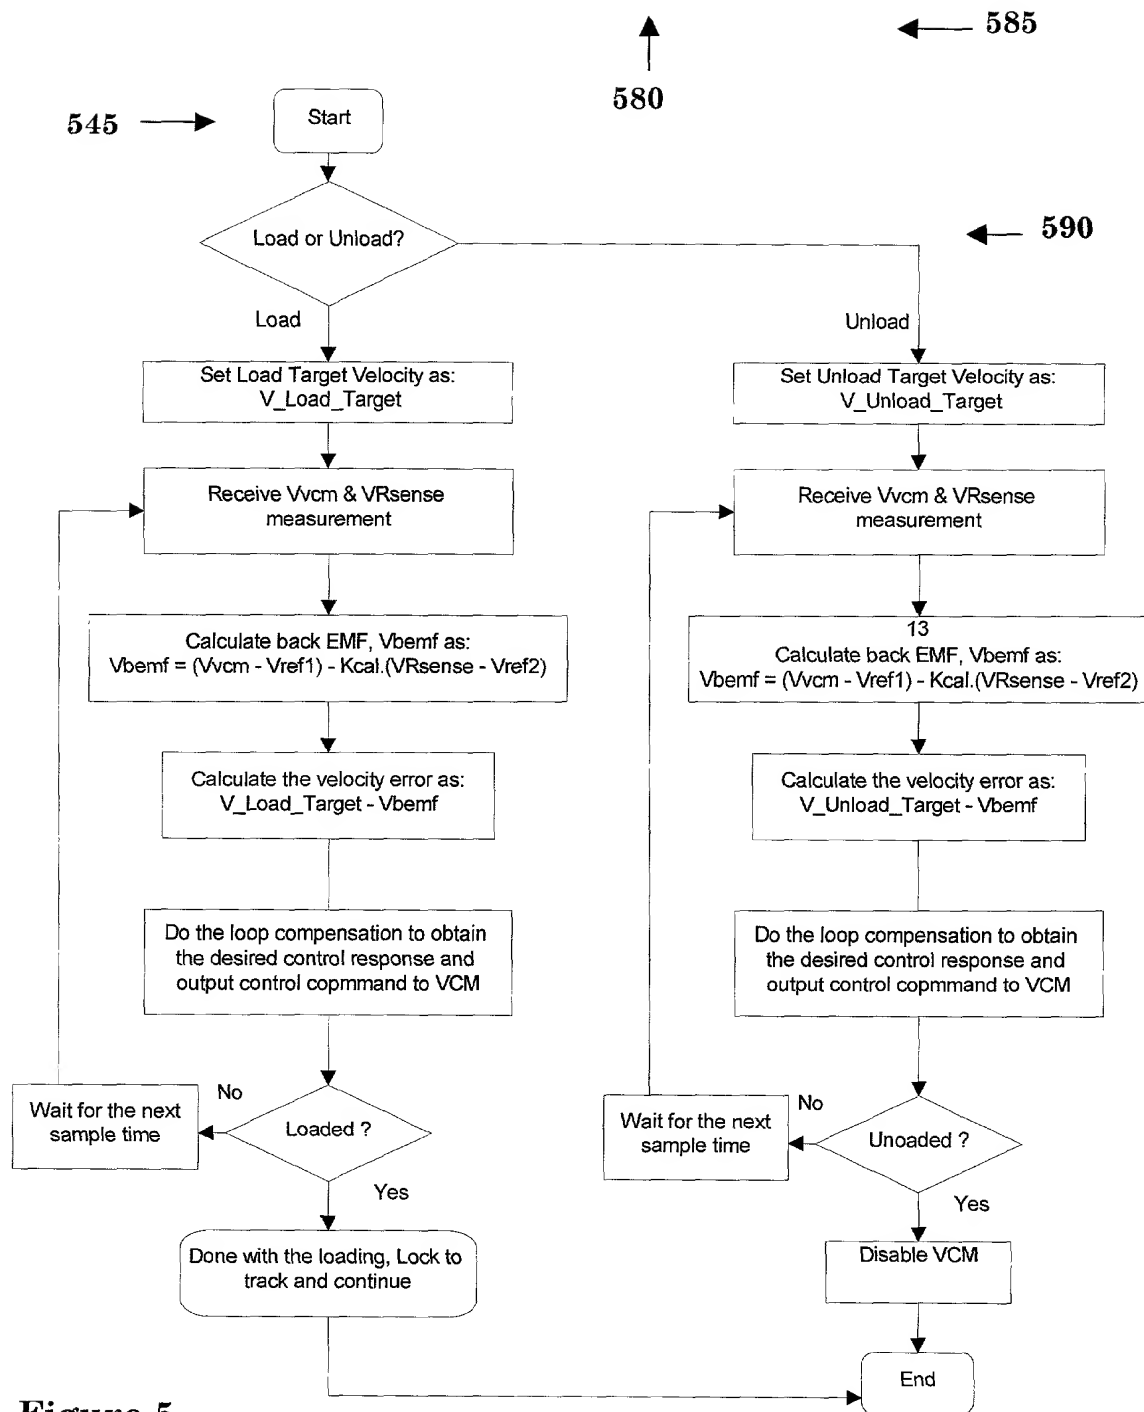 585
580
545
Start
Load or Unload?
590
Load
Unload
Set Load Target Velocity as:
V_Load_Target
Set Unload Target Velocity as:
V_Unload_Target
Receive Vvcm & VRsense
measurement
Receive Vvcm & VRsense
measurement
Calculate back EMF, Vbemf as:
Vbemf = (Vvcm - Vref1) - Kcal.(VRsense - Vref2)
13
Calculate back EMF, Vbemf as:
Vbemf = (Vvcm - Vref1) - Kcal.(VRsense - Vref2)
Calculate the velocity error as:
V_Load_Target - Vbemf
Calculate the velocity error as:
V_Unload_Target - Vbemf
Do the loop compensation to obtain
the desired control response and
output control copmmand to VCM
Do the loop compensation to obtain
the desired control response and
output control copmmand to VCM
No
Wait for the next
sample time
Loaded ?
Yes
No
Wait for the next
sample time
Unoaded ?
Yes
Done with the loading, Lock to
track and continue
Disable VCM
End
Figure 5